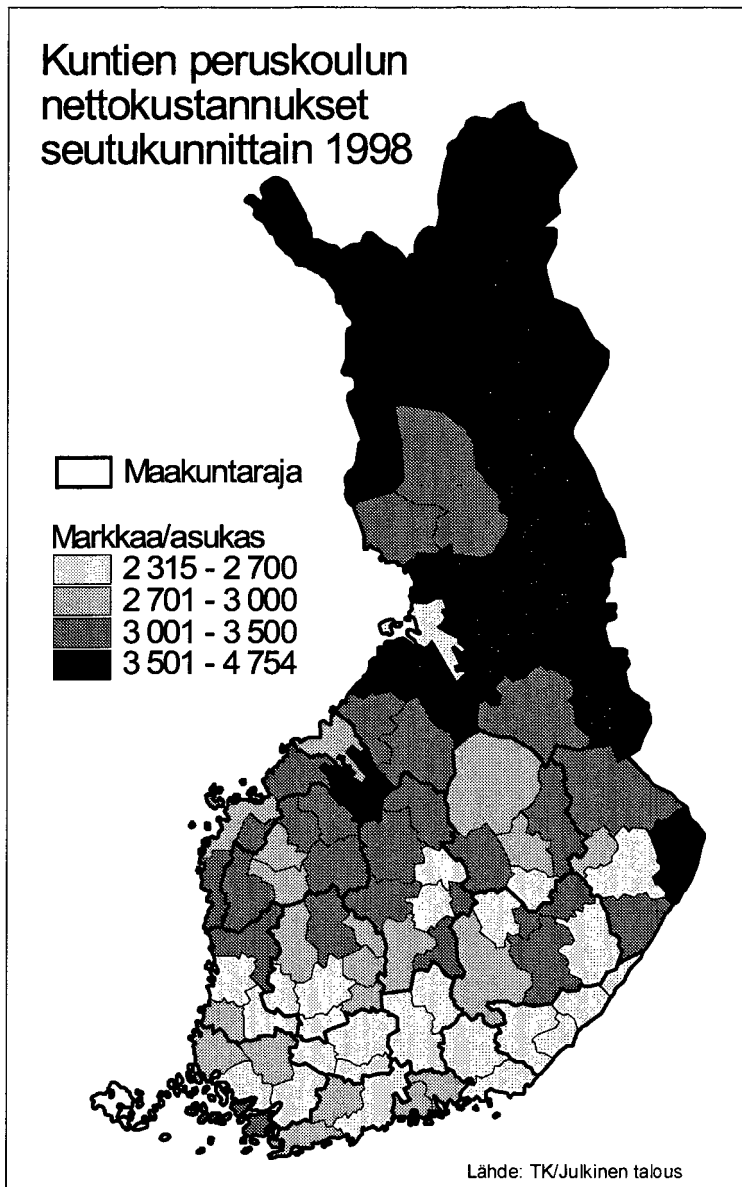 Kuntien peruskoulun
nettokustannukset
seutukunnittain 1998
Maakuntaraja
Markkaa/asukas
2 315 - 2 700
2 701 - 3 000
3 001 - 3 500
3 501 - 4 754
Lähde: TK/Julkinen talous